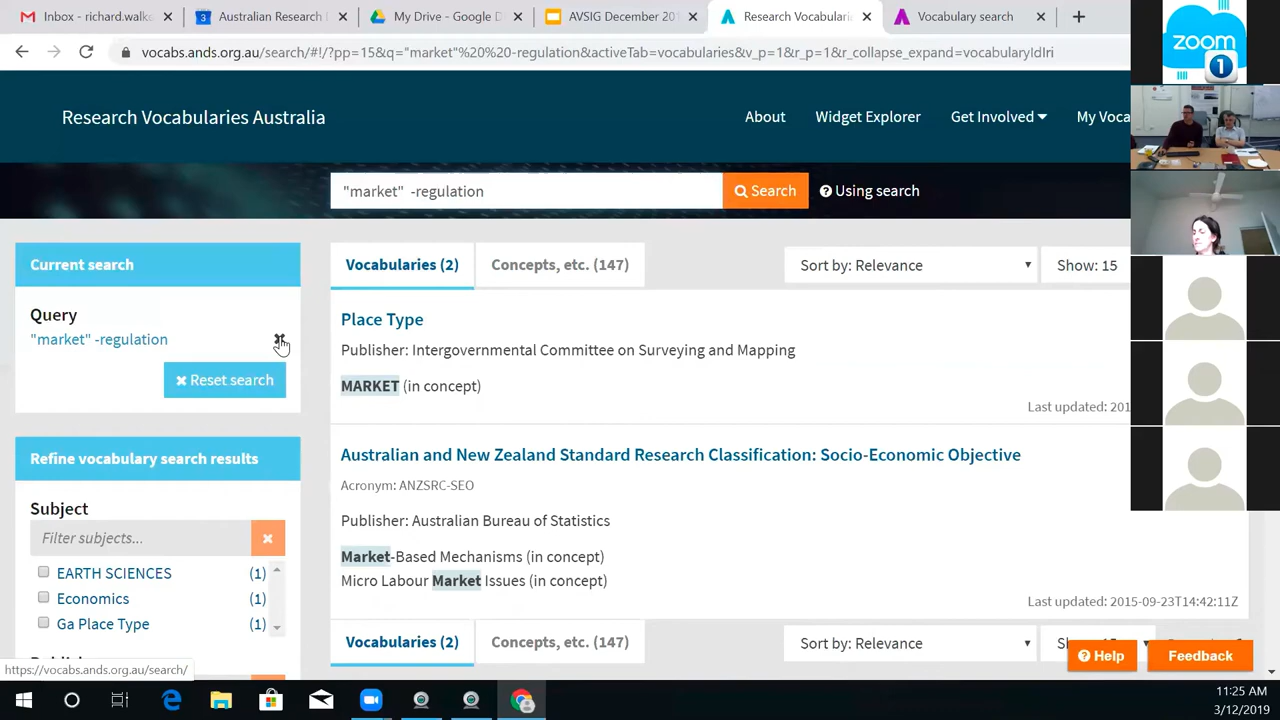 Inbox - richard.walk
3 Australian Research
My Drive - Google D
AVSIG December 201
Research Vocabulari
Vocabulary search
vocabs.ands.org.au/search/#!/?pp=15&q="market"%20%20-regulation&activeTab=vocabularies&v_p=1&r_p=1&r_collapse_expand=vocabularyIdIri
zoom
1
Research Vocabularies Australia
About
Widget Explorer
Get Involved
My Voca
"market" -regulation
Search
Using search
Current search
Vocabularies (2)
Concepts, etc. (147)
Sort by: Relevance
Show: 15
Query
"market" -regulation
Reset search
Place Type
Publisher: Intergovernmental Committee on Surveying and Mapping
MARKET (in concept)
Last updated: 201
Refine vocabulary search results
Australian and New Zealand Standard Research Classification: Socio-Economic Objective
Acronym: ANZSRC-SEO
Subject
Filter subjects...
EARTH SCIENCES (1)
Economics (1)
Ga Place Type (1)
Publisher: Australian Bureau of Statistics
Market-Based Mechanisms (in concept)
Micro Labour Market Issues (in concept)
Last updated: 2015-09-23T14:42:11Z
Vocabularies (2)
Concepts, etc. (147)
Sort by: Relevance
Help
Feedback
https://vocabs.ands.org.au/search/
11:25 AM
3/12/2019